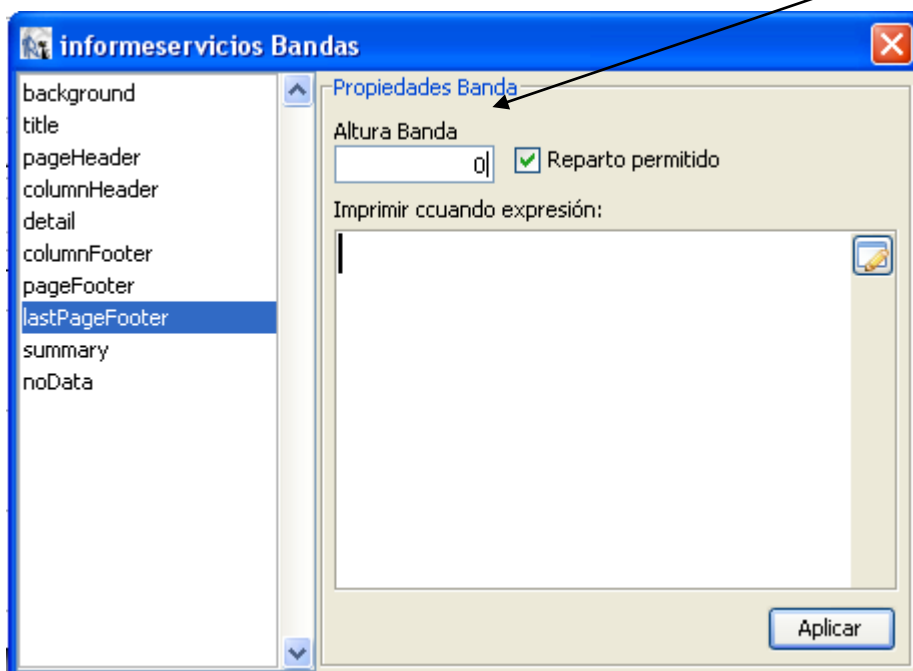 informeservicios Bandas
background
title
pageHeader
columnHeader
detail
columnFooter
pageFooter
lastPageFooter
summary
noData
Propiedades Banda
Altura Banda
0
Reparto permitido
Imprimir ccuando expresión:
Aplicar